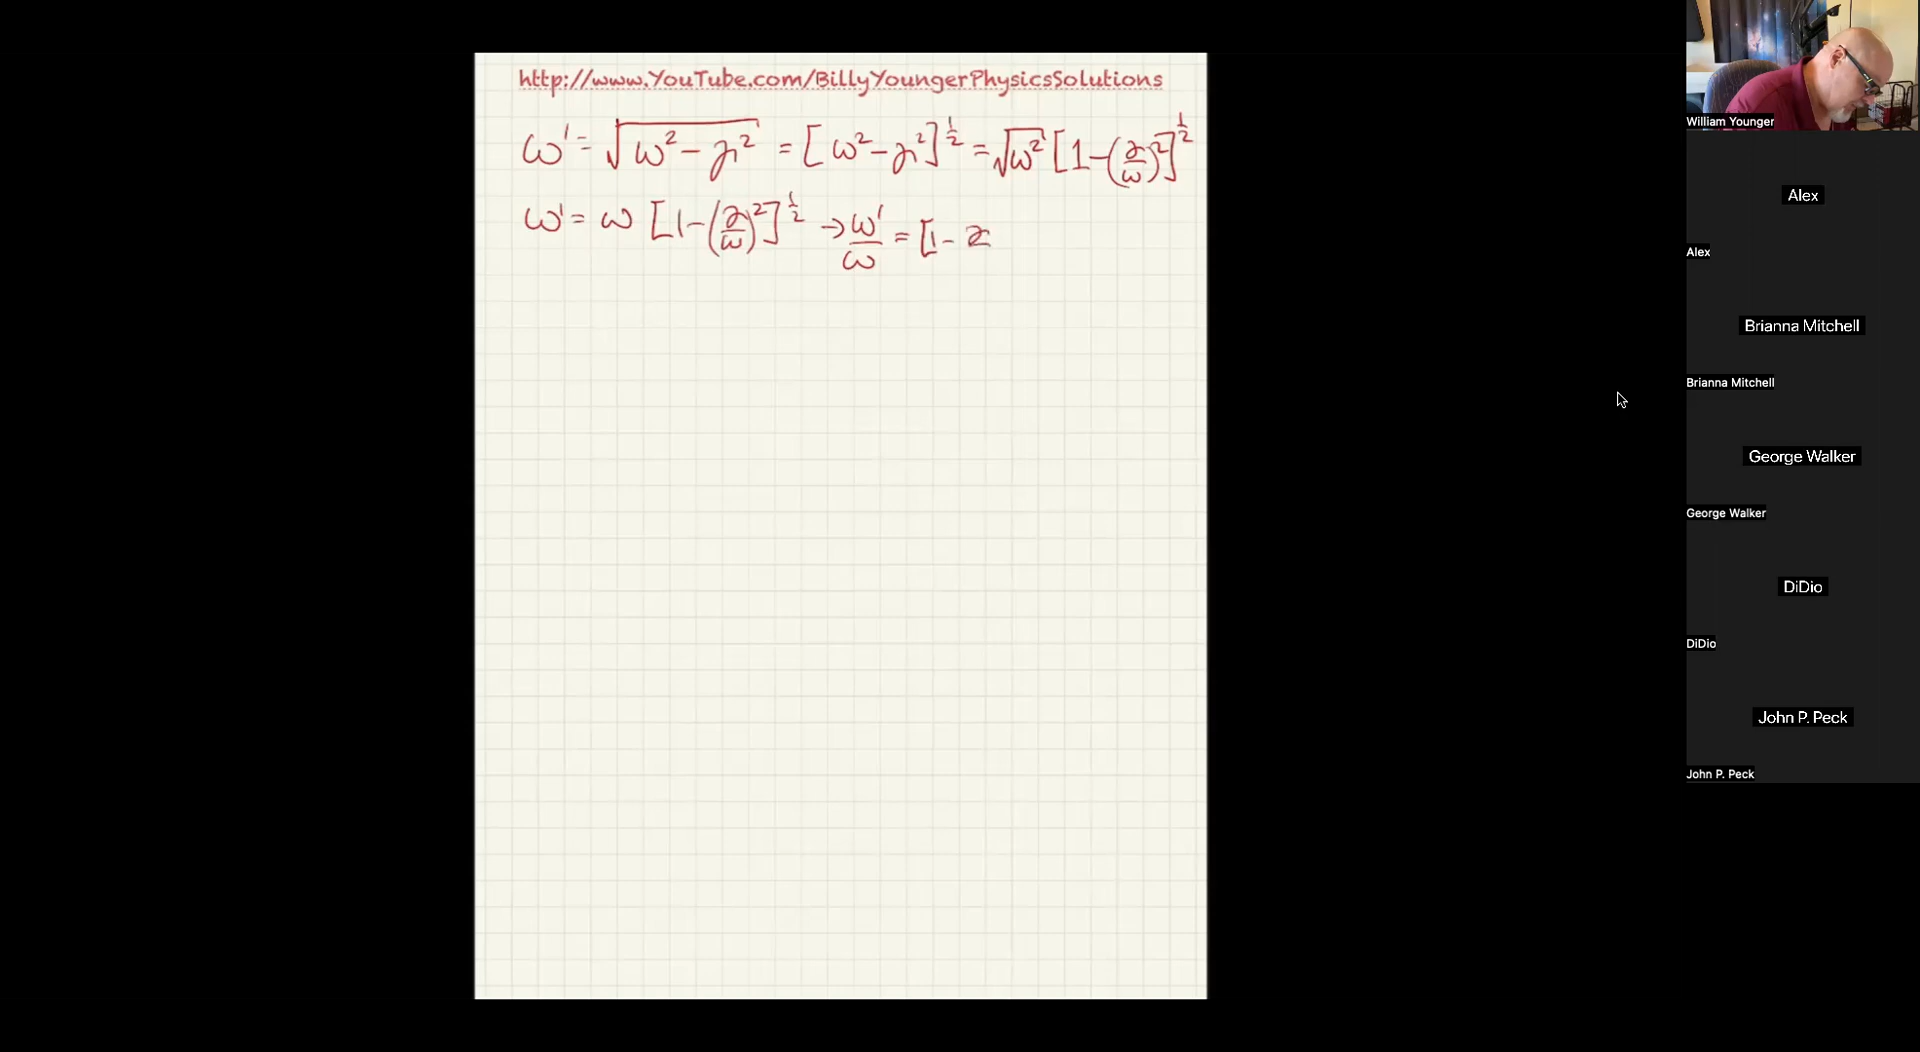 http://www.YouTube.com/BillyYoungerPhysicsSolutions
ω' = √(ω² - γ²) = [ω² - γ²]^½ = √ω² [1 - (γ/ω)²]^½
ω' = ω [1 - (γ/ω)²]^½ → ω'/ω = [1 - γ
William Younger
Alex
Alex
Brianna Mitchell
Brianna Mitchell
George Walker
George Walker
DiDio
DiDio
John P. Peck
John P. Peck